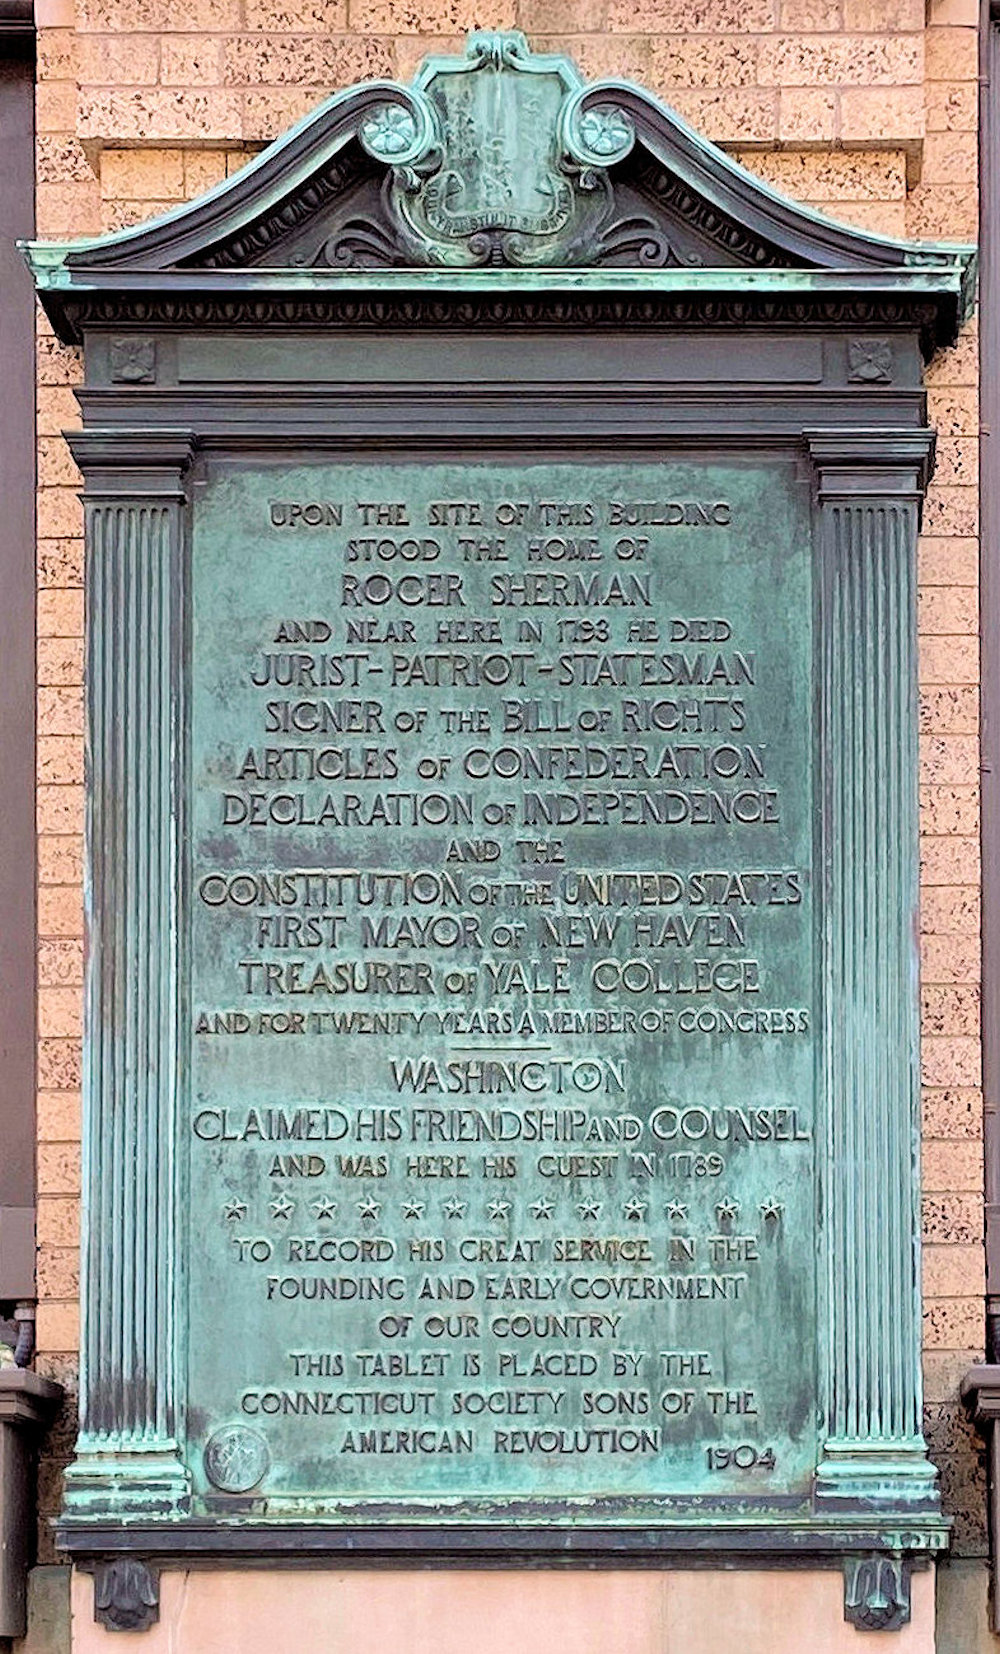 QUI TRANSTULIT SUSTINET
UPON THE SITE OF THIS BUILDING
STOOD THE HOME OF
ROGER SHERMAN
AND NEAR HERE IN 1793 HE DIED
JURIST-PATRIOT-STATESMAN
SIGNER OF THE BILL OF RIGHTS
ARTICLES OF CONFEDERATION
DECLARATION OF INDEPENDENCE
AND THE
CONSTITUTION OF THE UNITED STATES
FIRST MAYOR OF NEW HAVEN
TREASURER OF YALE COLLEGE
AND FOR TWENTY YEARS A MEMBER OF CONGRESS
WASHINGTON
CLAIMED HIS FRIENDSHIP AND COUNSEL
AND WAS HERE HIS GUEST IN 1789
TO RECORD HIS GREAT SERVICE IN THE
FOUNDING AND EARLY GOVERNMENT
OF OUR COUNTRY
THIS TABLET IS PLACED BY THE
CONNECTICUT SOCIETY SONS OF THE
AMERICAN REVOLUTION 1904